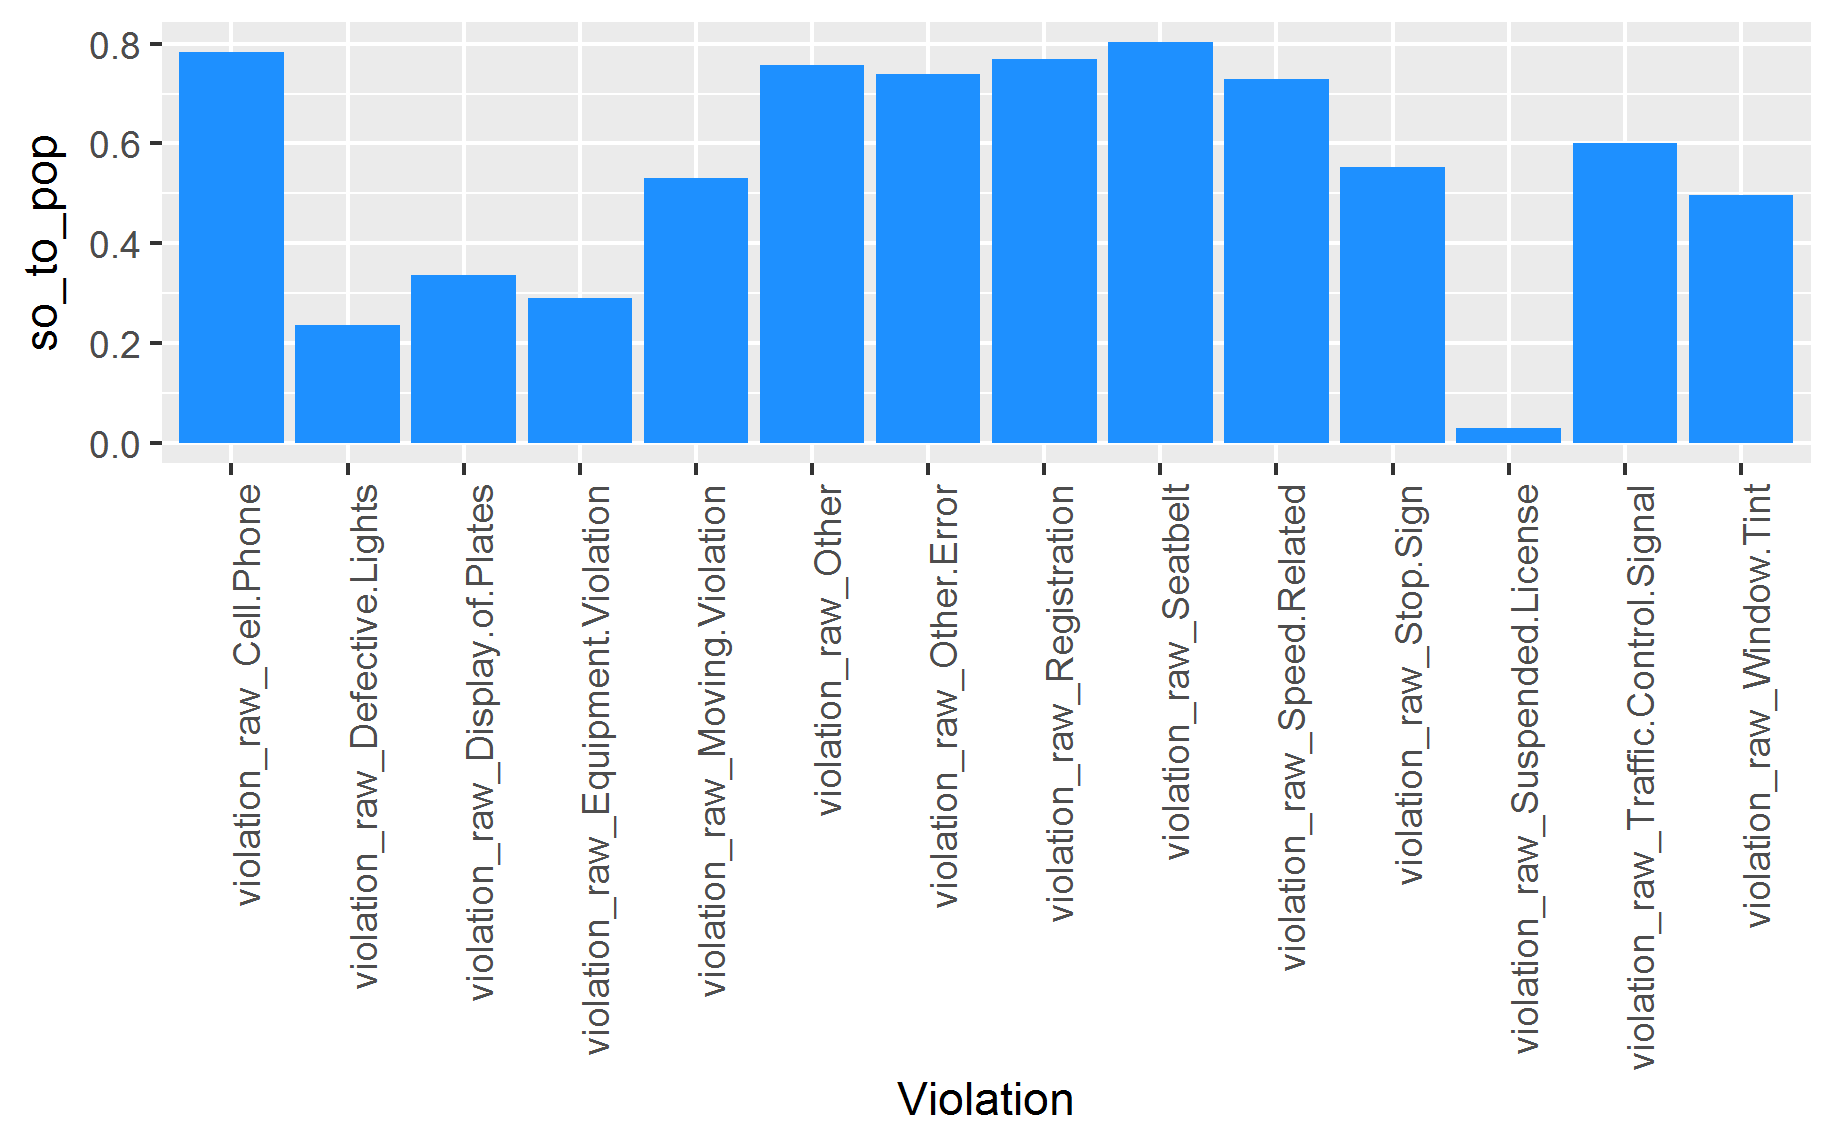 so_to_pop
0.8
0.6
0.4
0.2
0.0
violation_raw_Cell.Phone
violation_raw_Defective.Lights
violation_raw_Display.of.Plates
violation_raw_Equipment.Violation
violation_raw_Moving.Violation
violation_raw_Other
violation_raw_Other.Error
violation_raw_Registration
violation_raw_Seatbelt
violation_raw_Speed.Related
violation_raw_Stop.Sign
violation_raw_Suspended.License
violation_raw_Traffic.Control.Signal
violation_raw_Window.Tint
Violation